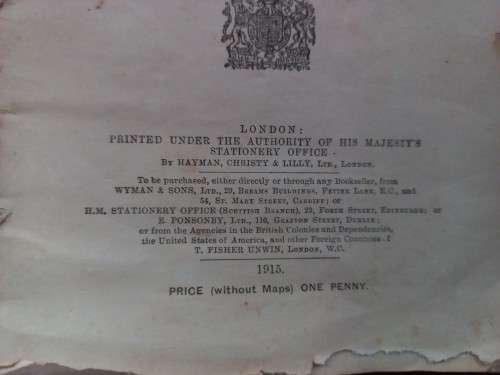 LONDON:
PRINTED UNDER THE AUTHORITY OF HIS MAJESTY'S
STATIONERY OFFICE
By HAYMAN, CHRISTY & LILLY, Ltd., London.
To be purchased, either directly or through any Bookseller, from
WYMAN & SONS, Ltd., 29, Breams Buildings, Fetter Lane, E.C., and
54, St. Mary Street, Cardiff; or
H.M. STATIONERY OFFICE (Scottish Branch), 23, Forth Street, Edinburgh; or
E. PONSONBY, Ltd., 116, Grafton Street, Dublin;
or from the Agencies in the British Colonies and Dependencies,
the United States of America, and other Foreign Countries of
T. FISHER UNWIN, London, W.C.
1915.
PRICE (without Maps) ONE PENNY.